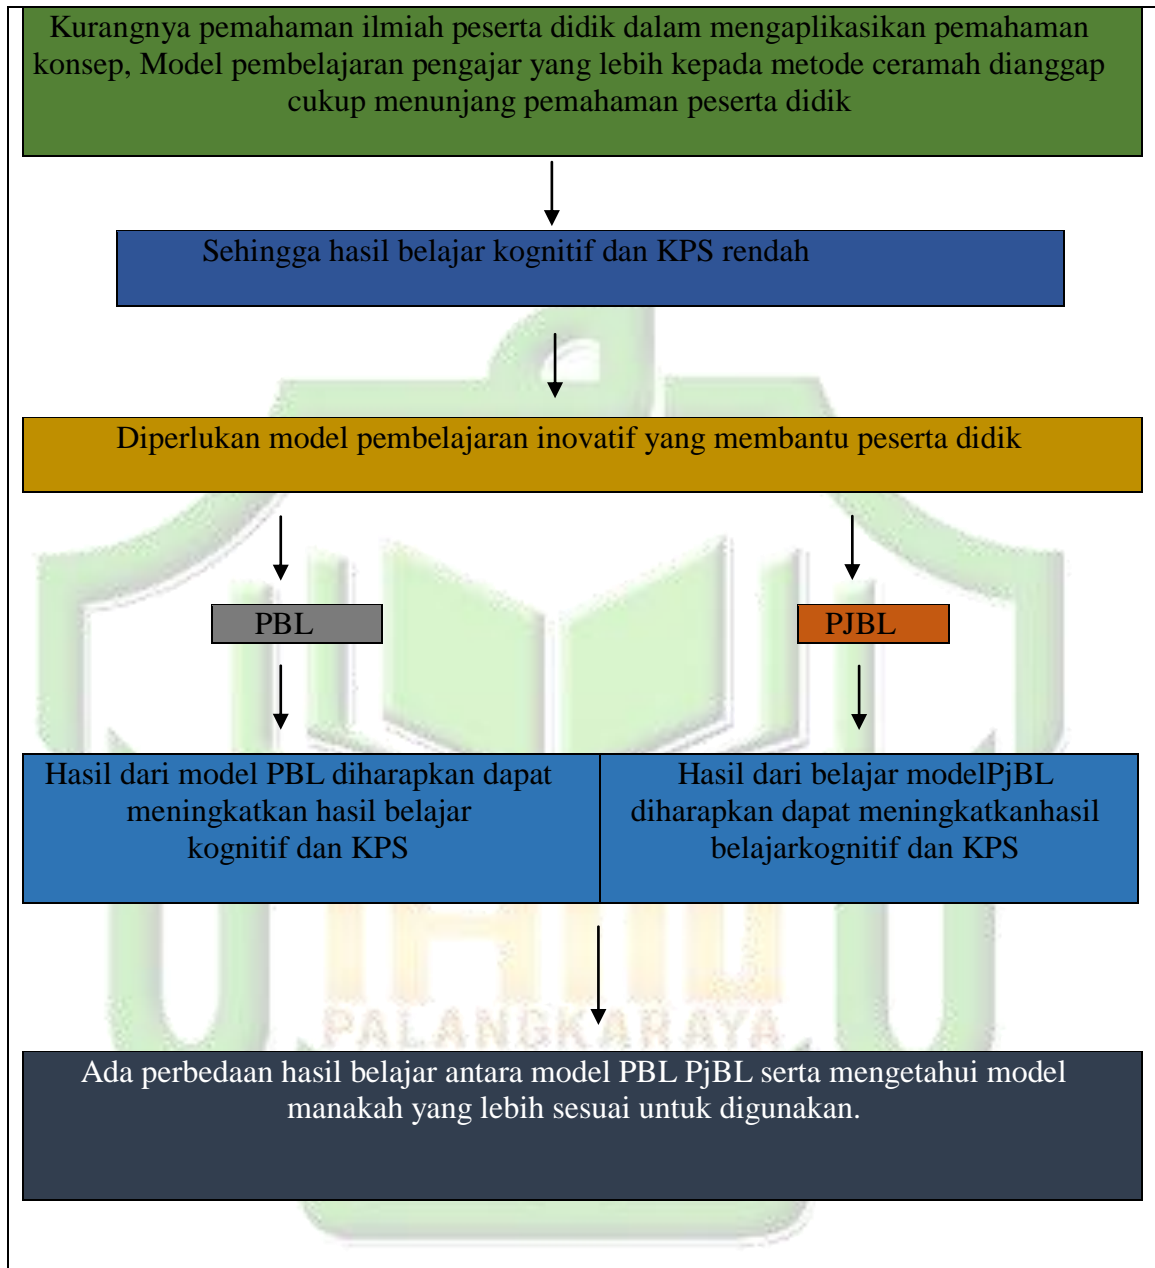 Kurangnya pemahaman ilmiah peserta didik dalam mengaplikasikan pemahaman
konsep, Model pembelajaran pengajar yang lebih kepada metode ceramah dianggap
cukup menunjang pemahaman peserta didik
Sehingga hasil belajar kognitif dan KPS rendah
Diperlukan model pembelajaran inovatif yang membantu peserta didik
PBL
PJBL
Hasil dari model PBL diharapkan dapat
meningkatkan hasil belajar
kognitif dan KPS
Hasil dari belajar modelPjBL
diharapkan dapat meningkatkanhasil
belajarkognitif dan KPS
IAIN
PALANGKARAYA
Ada perbedaan hasil belajar antara model PBL PjBL serta mengetahui model
manakah yang lebih sesuai untuk digunakan.